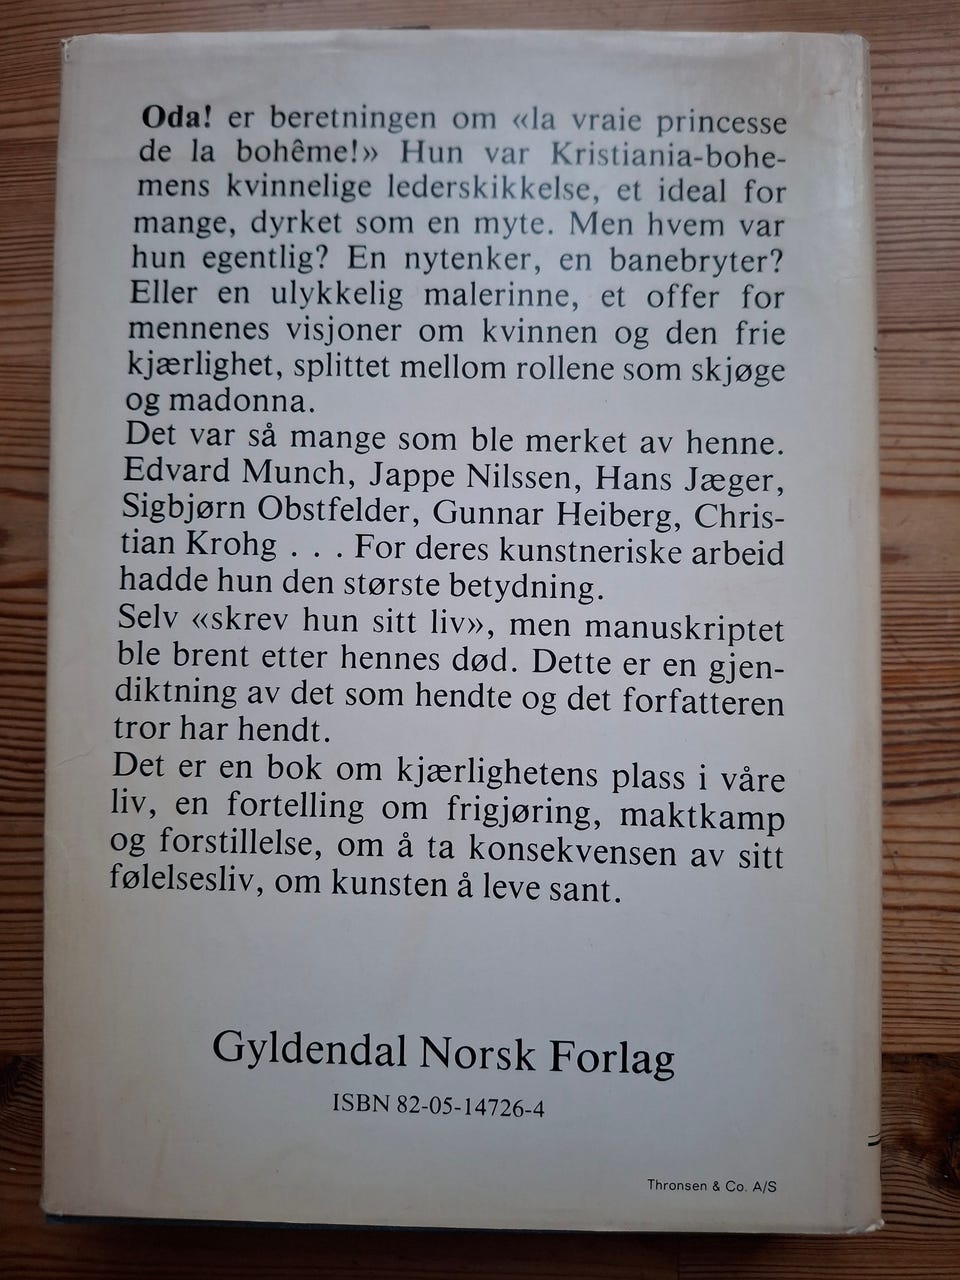 Oda! er beretningen om «la vraie princesse
de la bohême!» Hun var Kristiania-bohe-
mens kvinnelige lederskikkelse, et ideal for
mange, dyrket som en myte. Men hvem var
hun egentlig? En nytenker, en banebryter?
Eller en ulykkelig malerinne, et offer for
mennenes visjoner om kvinnen og den frie
kjærlighet, splittet mellom rollene som skjøge
og madonna.
Det var så mange som ble merket av henne.
Edvard Munch, Jappe Nilssen, Hans Jæger,
Sigbjørn Obstfelder, Gunnar Heiberg, Chris-
tian Krohg . . . For deres kunstneriske arbeid
hadde hun den største betydning.
Selv «skrev hun sitt liv», men manuskriptet
ble brent etter hennes død. Dette er en gjen-
diktning av det som hendte og det forfatteren
tror har hendt.
Det er en bok om kjærlighetens plass i våre
liv, en fortelling om frigjøring, maktkamp
og forstillelse, om å ta konsekvensen av sitt
følelsesliv, om kunsten å leve sant.
Gyldendal Norsk Forlag
ISBN 82-05-14726-4
Thronsen & Co. A/S